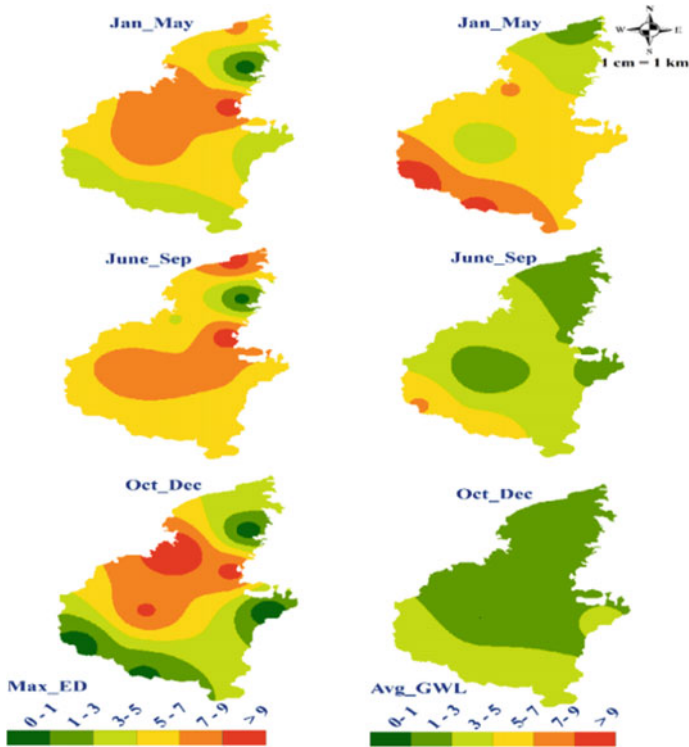 Jan_May
Jan_May
N
W E
S
1 cm = 1 km
June_Sep
June_Sep
Oct_Dec
Oct_Dec
Max_ED
0-1
1-3
3-5
5-7
7-9
>9
Avg_GWL
0-1
1-3
3-5
5-7
7-9
>9